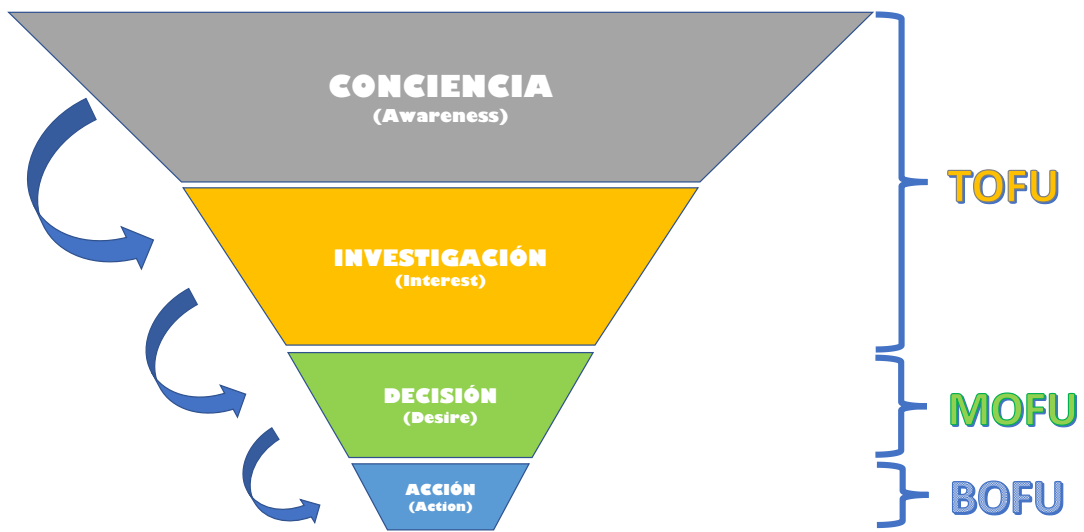 CONCIENCIA
(Awareness)
TOFU
INVESTIGACIÓN
(Interest)
DECISIÓN
(Desire)
MOFU
ACCIÓN
(Action)
BOFU